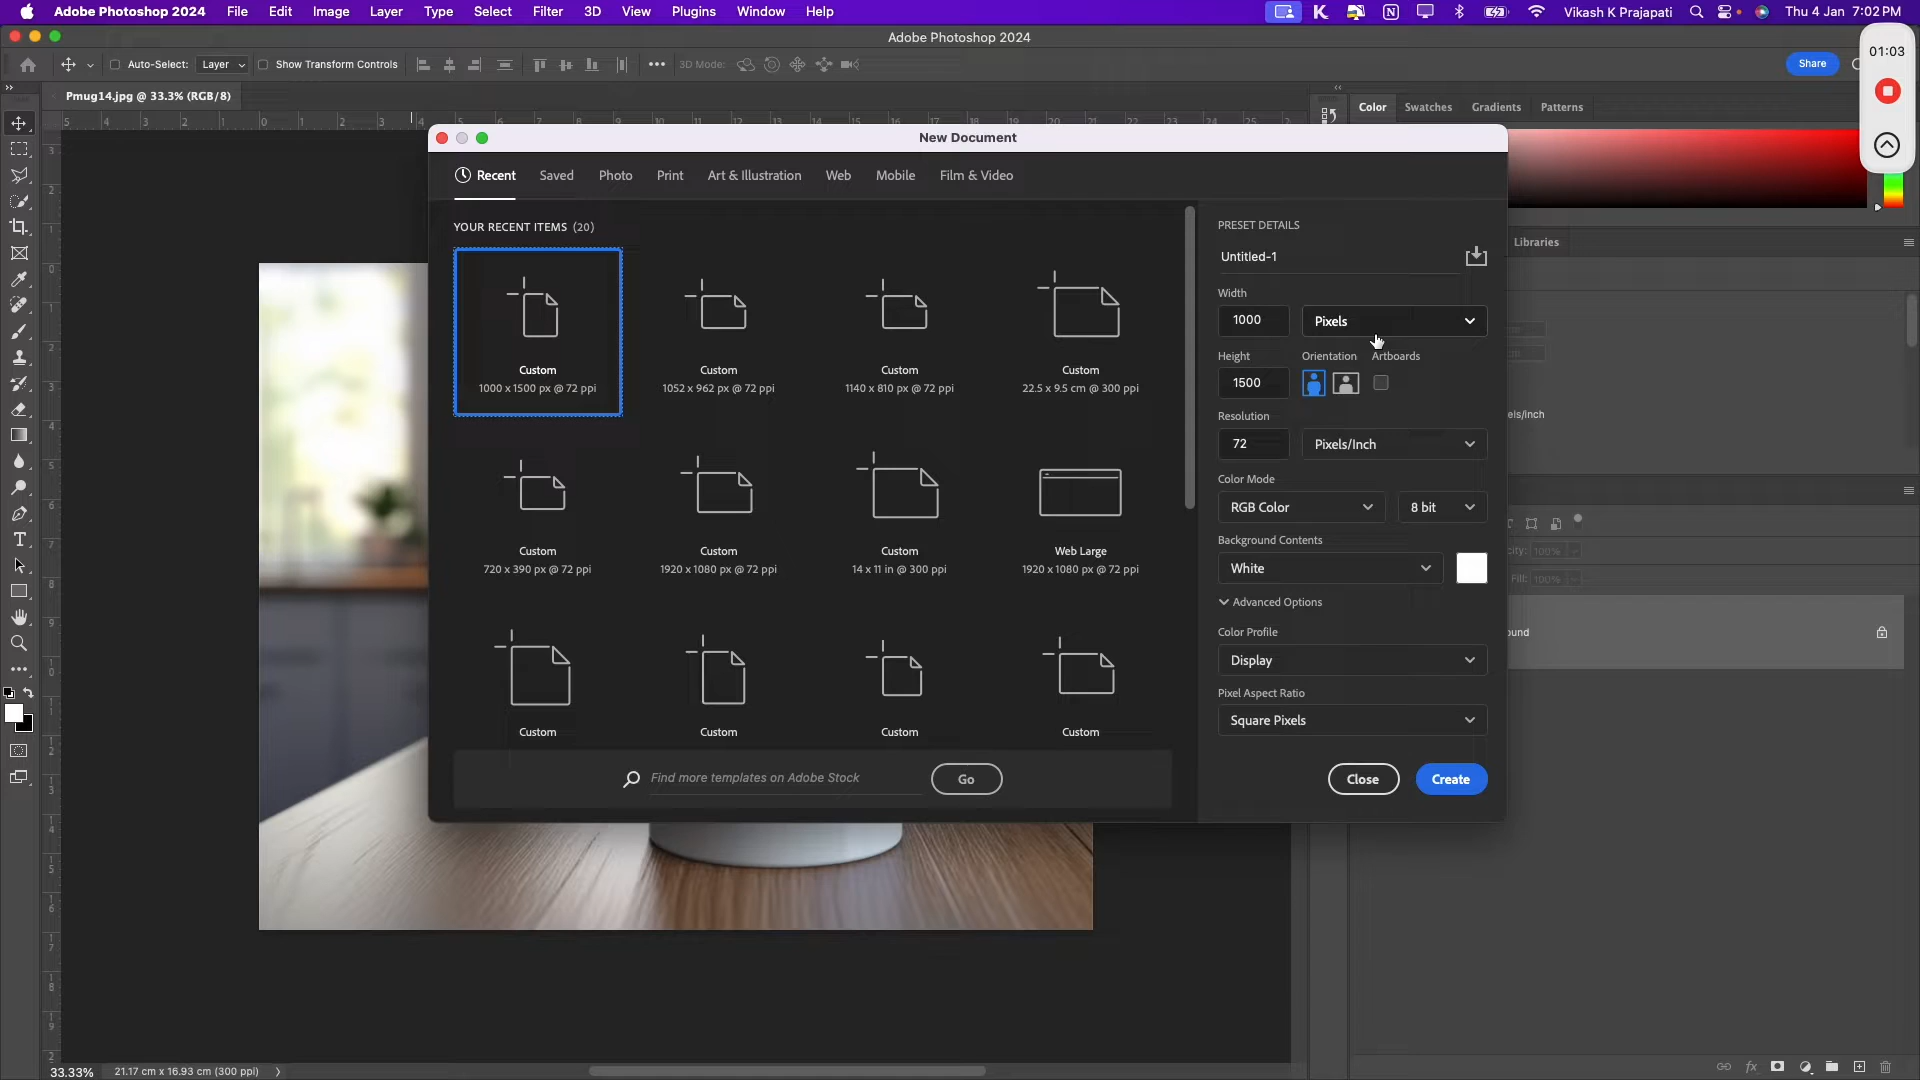 Adobe Photoshop 2024 File Edit Image Layer Type Select Filter 3D View Plugins Window Help Vikash K Prajapati Thu 4 Jan 7:02 PM
Adobe Photoshop 2024
01:03
Auto-Select: Layer Show Transform Controls 3D Mode: Share
Pmug14.jpg @ 33.3% (RGB/8)
Color Swatches Gradients Patterns
New Document
Recent Saved Photo Print Art & Illustration Web Mobile Film & Video
YOUR RECENT ITEMS (20)
PRESET DETAILS
Untitled-1
Libraries
Width
1000 Pixels
Height Orientation Artboards
1500
Custom Custom Custom Custom
1000 x 1500 px @ 72 ppi 1052 x 962 px @ 72 ppi 1140 x 810 px @ 72 ppi 22.5 x 9.5 cm @ 300 ppi
Resolution
72 Pixels/Inch
Color Mode
RGB Color 8 bit
Background Contents
White
Custom Custom Custom Web Large
720 x 390 px @ 72 ppi 1920 x 1080 px @ 72 ppi 14 x 11 in @ 300 ppi 1920 x 1080 px @ 72 ppi
Advanced Options
Color Profile
Display
Pixel Aspect Ratio
Square Pixels
Custom Custom Custom Custom
Find more templates on Adobe Stock Go
Close Create
Fill: 100%
33.33% 21.17 cm x 16.93 cm (300 ppi)